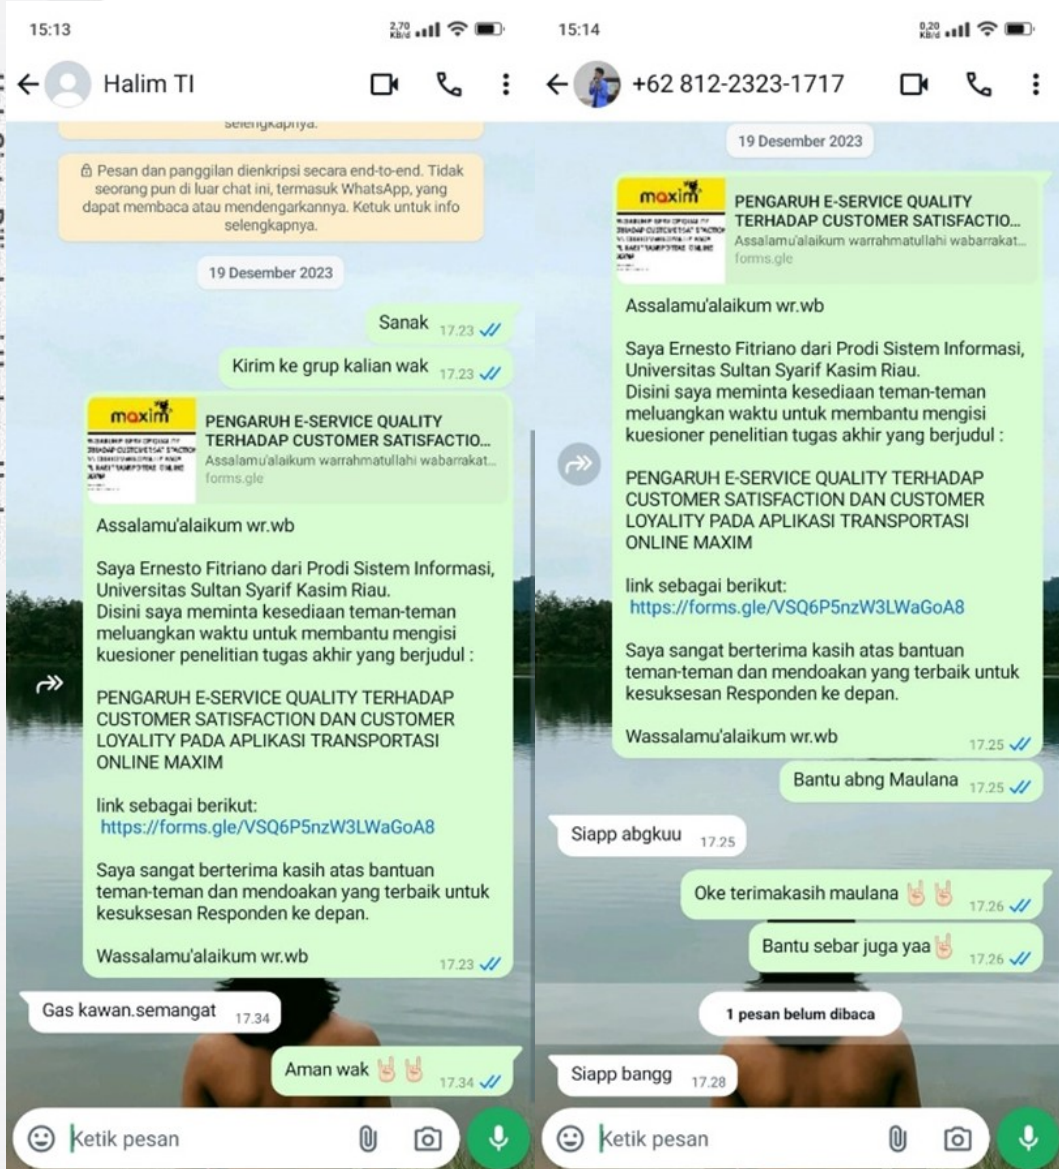 15:13
2,70
KB/d
Halim TI
selengkapnya.
Pesan dan panggilan dienkripsi secara end-to-end. Tidak
seorang pun di luar chat ini, termasuk WhatsApp, yang
dapat membaca atau mendengarkannya. Ketuk untuk info
selengkapnya.
19 Desember 2023
Sanak 17.23
Kirim ke grup kalian wak 17.23
maxim
PENGARUH E-SERVICE QUALITY
TERHADAP CUSTOMER SATISFACTIO...
Assalamu'alaikum warrahmatullahi wabarrakat...
forms.gle
Assalamu'alaikum wr.wb
Saya Ernesto Fitriano dari Prodi Sistem Informasi,
Universitas Sultan Syarif Kasim Riau.
Disini saya meminta kesediaan teman-teman
meluangkan waktu untuk membantu mengisi
kuesioner penelitian tugas akhir yang berjudul :
PENGARUH E-SERVICE QUALITY TERHADAP
CUSTOMER SATISFACTION DAN CUSTOMER
LOYALITY PADA APLIKASI TRANSPORTASI
ONLINE MAXIM
link sebagai berikut:
https://forms.gle/VSQ6P5nzW3LWaGoA8
Saya sangat berterima kasih atas bantuan
teman-teman dan mendoakan yang terbaik untuk
kesuksesan Responden ke depan.
Wassalamu'alaikum wr.wb
17.23
Gas kawan.semangat 17.34
Aman wak 🤘🏻 🤘🏻 17.34
Ketik pesan
15:14
0,20
KB/d
+62 812-2323-1717
19 Desember 2023
maxim
PENGARUH E-SERVICE QUALITY
TERHADAP CUSTOMER SATISFACTIO...
Assalamu'alaikum warrahmatullahi wabarrakat...
forms.gle
Assalamu'alaikum wr.wb
Saya Ernesto Fitriano dari Prodi Sistem Informasi,
Universitas Sultan Syarif Kasim Riau.
Disini saya meminta kesediaan teman-teman
meluangkan waktu untuk membantu mengisi
kuesioner penelitian tugas akhir yang berjudul :
PENGARUH E-SERVICE QUALITY TERHADAP
CUSTOMER SATISFACTION DAN CUSTOMER
LOYALITY PADA APLIKASI TRANSPORTASI
ONLINE MAXIM
link sebagai berikut:
https://forms.gle/VSQ6P5nzW3LWaGoA8
Saya sangat berterima kasih atas bantuan
teman-teman dan mendoakan yang terbaik untuk
kesuksesan Responden ke depan.
Wassalamu'alaikum wr.wb
17.25
Bantu abng Maulana 17.25
Siapp abgkuu 17.25
Oke terimakasih maulana 🤘🏻 🤘🏻 17.26
Bantu sebar juga yaa 🤘🏻 17.26
1 pesan belum dibaca
Siapp bangg 17.28
Ketik pesan